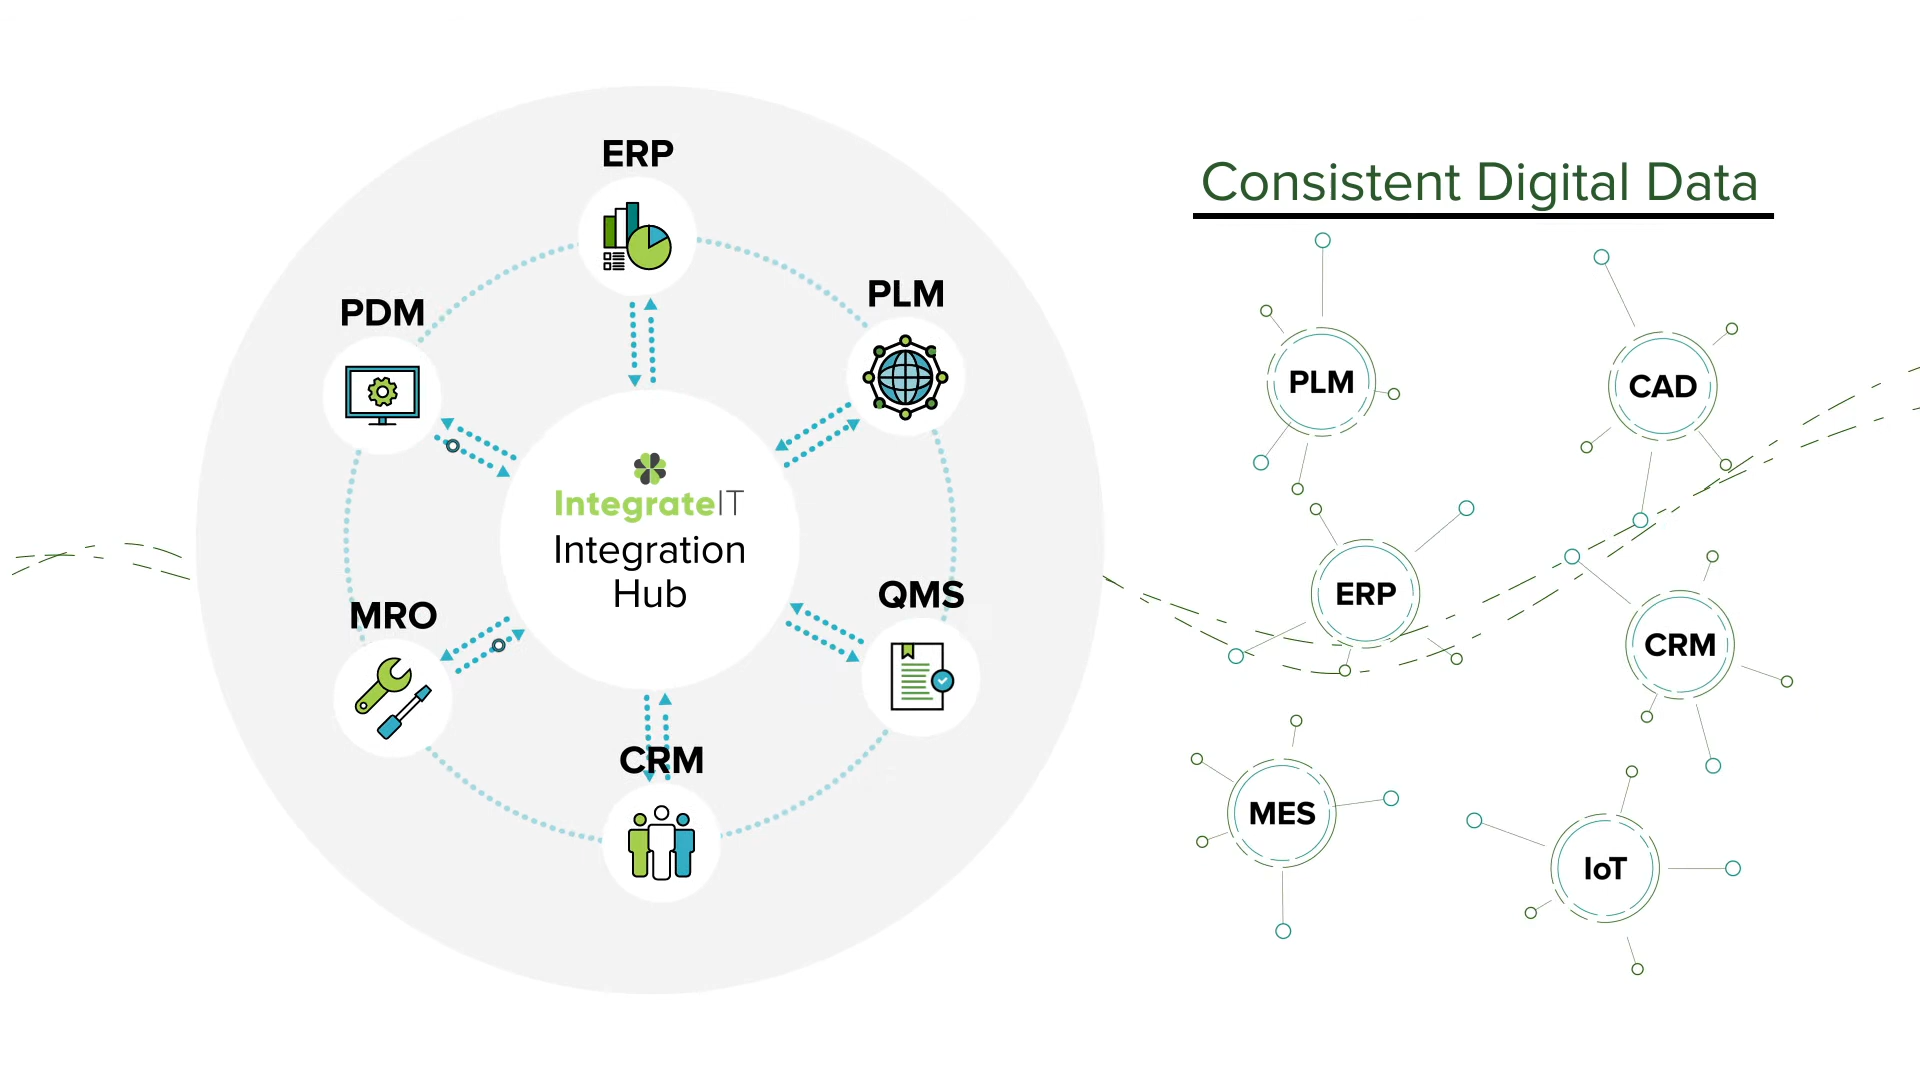 ERP
PLM
PDM
IntegrateIT
Integration
Hub
QMS
MRO
CRM
Consistent Digital Data
PLM
CAD
ERP
CRM
MES
IoT